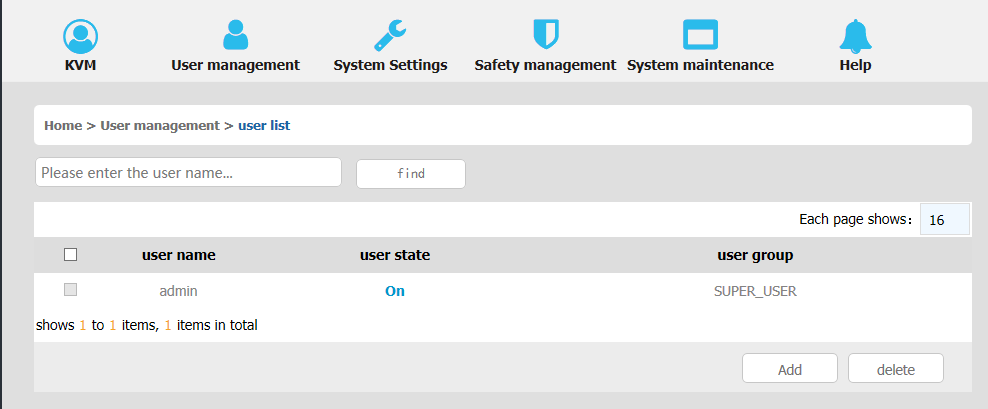 KVM User management System Settings Safety management System maintenance Help
Home > User management > user list
Please enter the user name... find
Each page shows： 16
user name user state user group
admin On SUPER_USER
shows 1 to 1 items, 1 items in total
Add delete